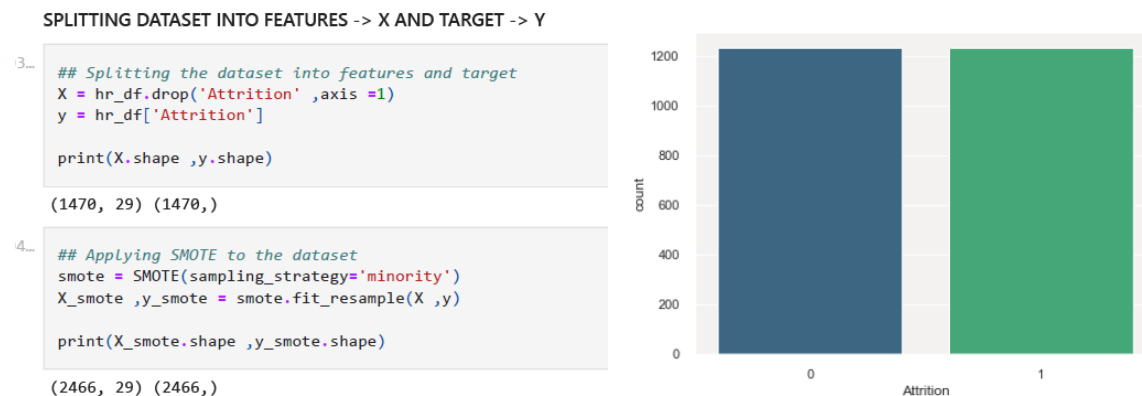 SPLITTING DATASET INTO FEATURES -> X AND TARGET -> Y
3...
## Splitting the dataset into features and target
X = hr_df.drop('Attrition' ,axis =1)
y = hr_df['Attrition']
print(X.shape ,y.shape)
(1470, 29) (1470,)
4...
## Applying SMOTE to the dataset
smote = SMOTE(sampling_strategy='minority')
X_smote ,y_smote = smote.fit_resample(X ,y)
print(X_smote.shape ,y_smote.shape)
(2466, 29) (2466,)
1200
1000
800
600
400
200
0
count
0 1
Attrition